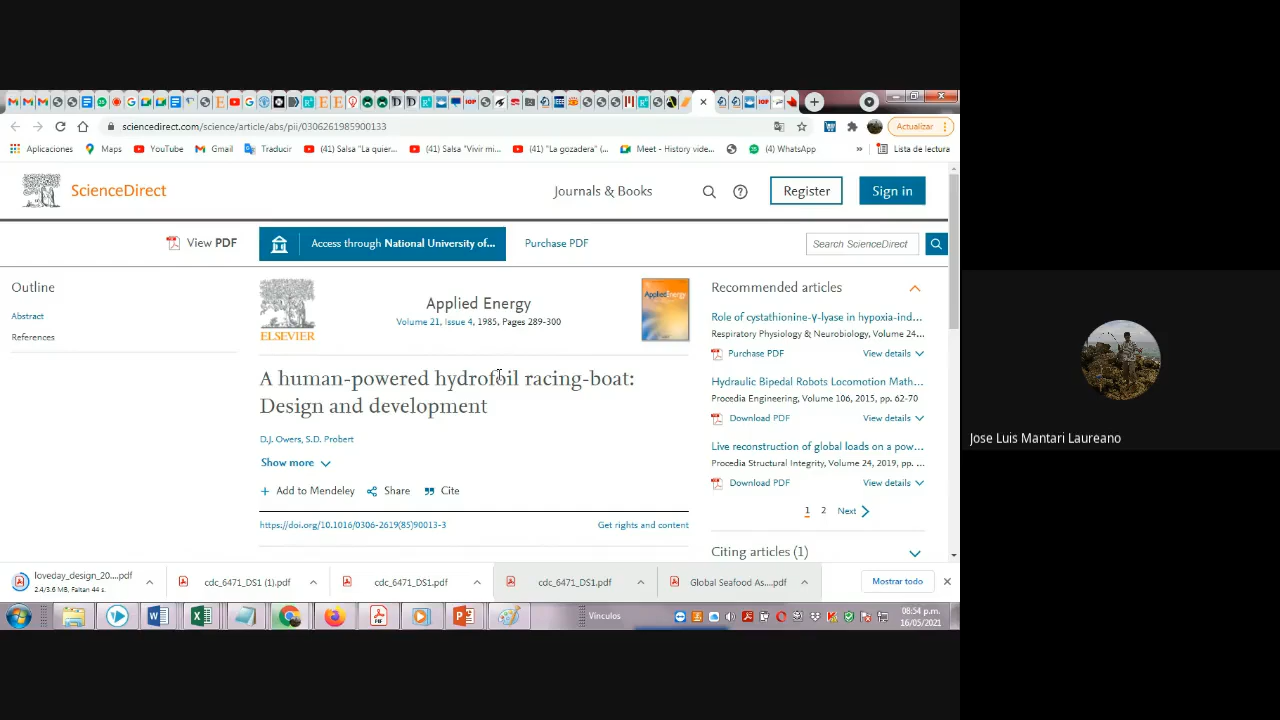 sciencedirect.com/science/article/abs/pii/0306261985900133
Actualizar
Aplicaciones
Maps
YouTube
Gmail
Traducir
(41) Salsa "La quier...
(41) Salsa "Vivir mi...
(41) "La gozadera" (...
Meet - History vide...
(4) WhatsApp
»
Lista de lectura
ScienceDirect
Journals & Books
Register
Sign in
View PDF
Access through National University of...
Purchase PDF
Search ScienceDirect
Outline
Abstract
References
ELSEVIER
Applied Energy
Volume 21, Issue 4, 1985, Pages 289-300
A human-powered hydrofoil racing-boat:
Design and development
D.J. Owers, S.D. Probert
Show more
+ Add to Mendeley
Share
Cite
https://doi.org/10.1016/0306-2619(85)90013-3
Get rights and content
Recommended articles
Role of cystathionine-γ-lyase in hypoxia-ind...
Respiratory Physiology & Neurobiology, Volume 24...
Purchase PDF
View details
Hydraulic Bipedal Robots Locomotion Math...
Procedia Engineering, Volume 106, 2015, pp. 62-70
Download PDF
View details
Live reconstruction of global loads on a pow...
Procedia Structural Integrity, Volume 24, 2019, pp. ...
Download PDF
View details
1 2 Next
Citing articles (1)
loveday_design_20....pdf
2.4/3.6 MB, Faltan 44 s.
cdc_6471_DS1 (1).pdf
cdc_6471_DS1.pdf
cdc_6471_DS1.pdf
Global Seafood As....pdf
Mostrar todo
Vínculos
08:54 p.m.
16/05/2021
Jose Luis Mantari Laureano